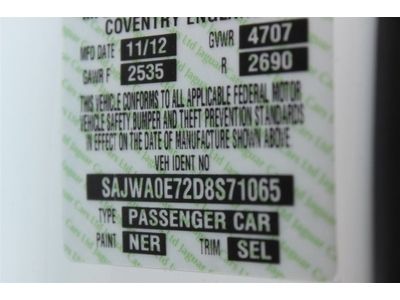 COVENTRY ENGL
MFD DATE 11/12 GVWR 4707
GAWR F 2535 R 2690
THIS VEHICLE CONFORMS TO ALL APPLICABLE FEDERAL MOTOR
VEHICLE SAFETY, BUMPER AND THEFT PREVENTION STANDARDS
IN EFFECT ON THE DATE OF MANUFACTURE SHOWN ABOVE
VEH IDENT NO
SAJWA0E72D8S71065
TYPE PASSENGER CAR
PAINT NER TRIM SEL